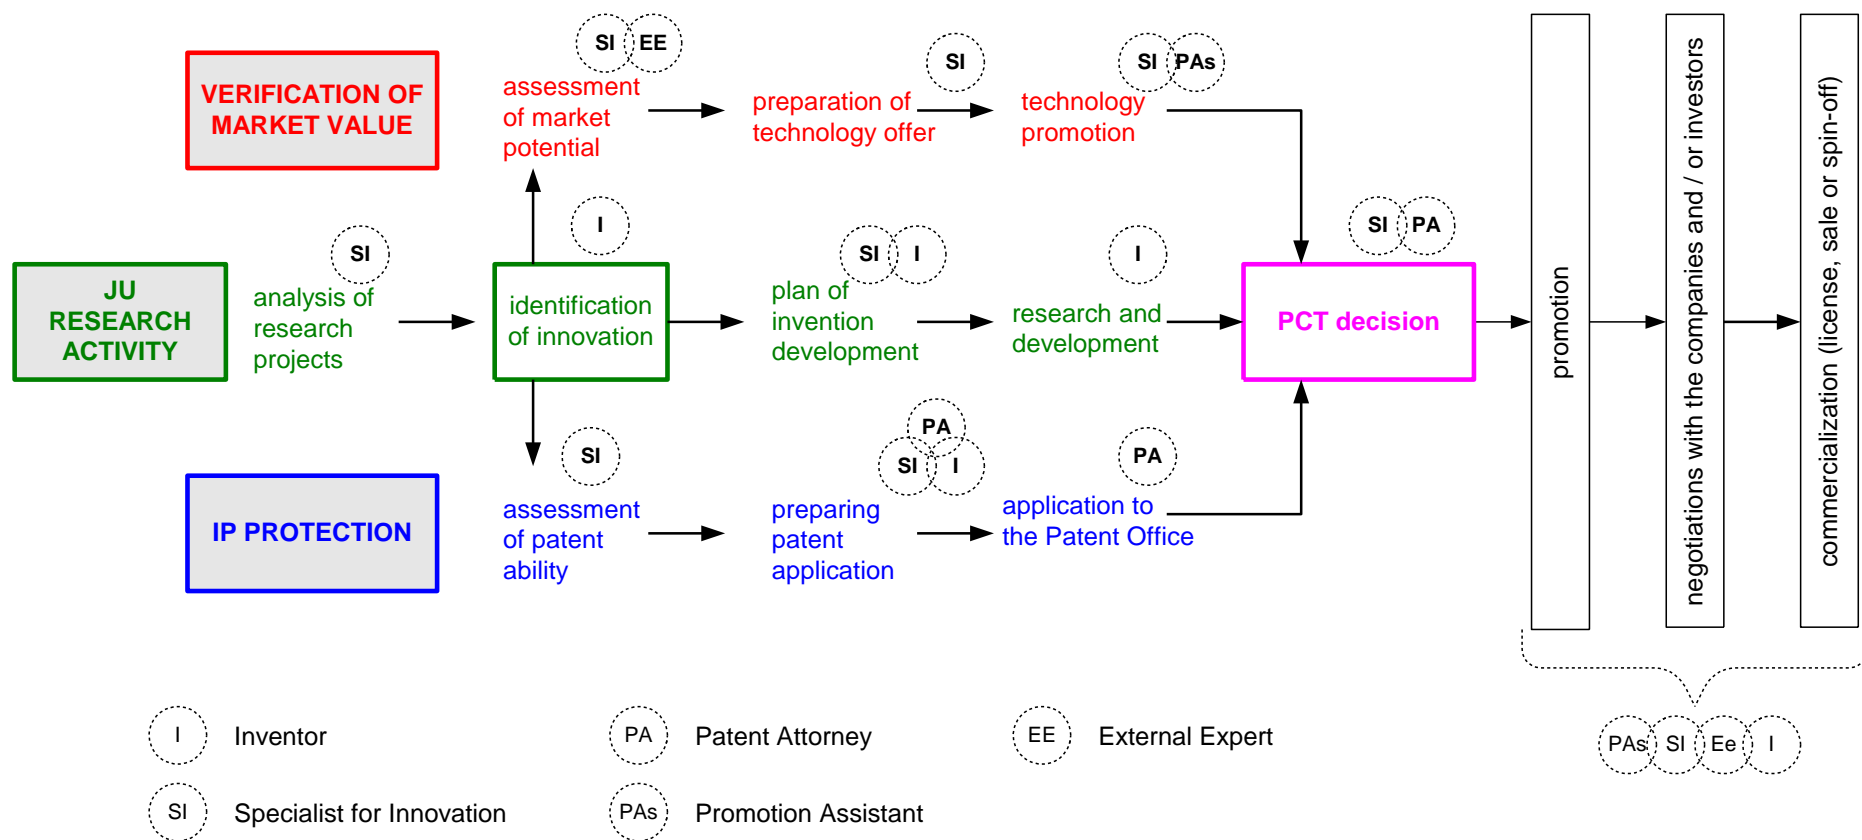 SI
EE
SI
SI
PAs
VERIFICATION OF
MARKET VALUE
assessment
of market
potential
preparation of
technology offer
technology
promotion
I
SI
SI
I
I
SI
PA
JU
RESEARCH
ACTIVITY
analysis of
research
projects
identification
of innovation
plan of
invention
development
research and
development
PCT decision
promotion
negotiations with the companies and / or investors
commercialization (license, sale or spin-off)
SI
PA
SI
I
PA
IP PROTECTION
assessment
of patent
ability
preparing
patent
application
application to
the Patent Office
I
Inventor
PA
Patent Attorney
EE
External Expert
PAs
SI
Ee
I
SI
Specialist for Innovation
PAs
Promotion Assistant